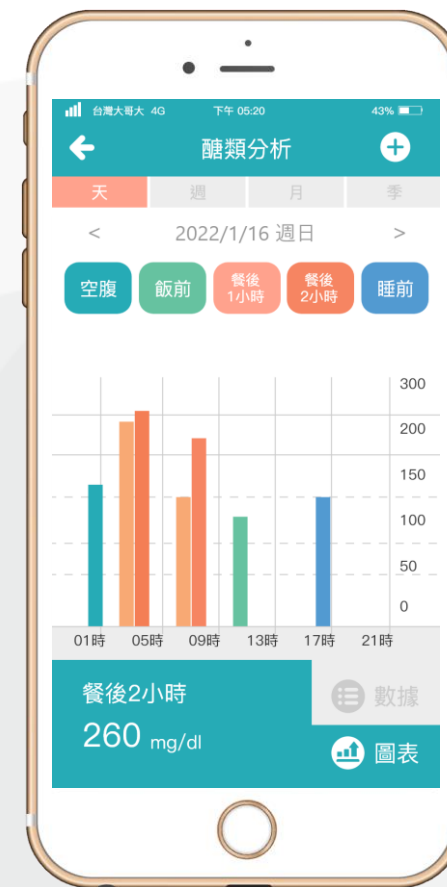 台灣大哥大 4G 下午 05:20 43%
醣類分析
天 週 月 季
< 2022/1/16 週日 >
空腹 飯前 餐後1小時 餐後2小時 睡前
300
200
150
100
50
0
01時 05時 09時 13時 17時 21時
餐後2小時
260 mg/dl
數據
圖表